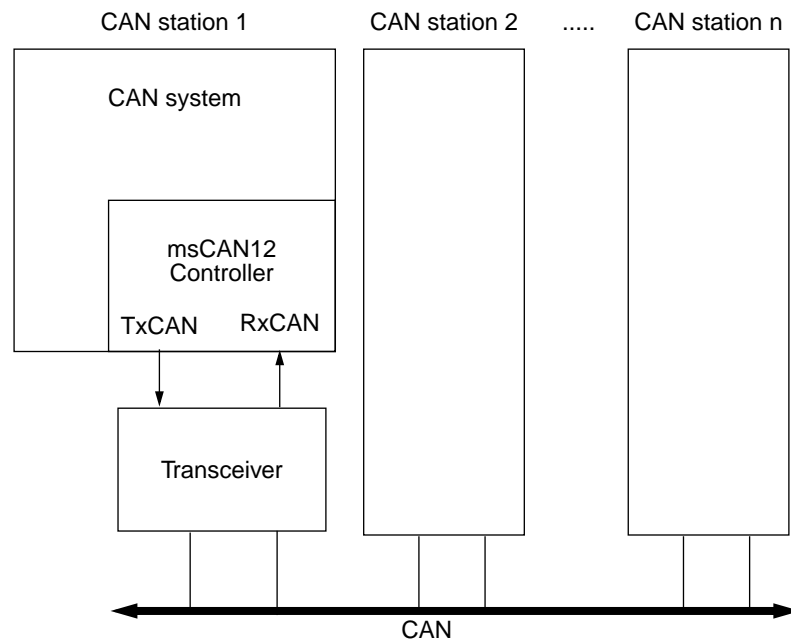 CAN station 1 CAN station 2 ..... CAN station n
CAN system
msCAN12
Controller
TxCAN RxCAN
Transceiver
CAN